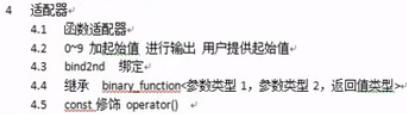 4 适配器
4.1 函数适配器
4.2 0~9 加起始值 进行输出 用户提供起始值
4.3 bind2nd 绑定
4.4 继承 binary_function<参数类型 1，参数类型 2，返回值类型>
4.5 const 修饰 operator()